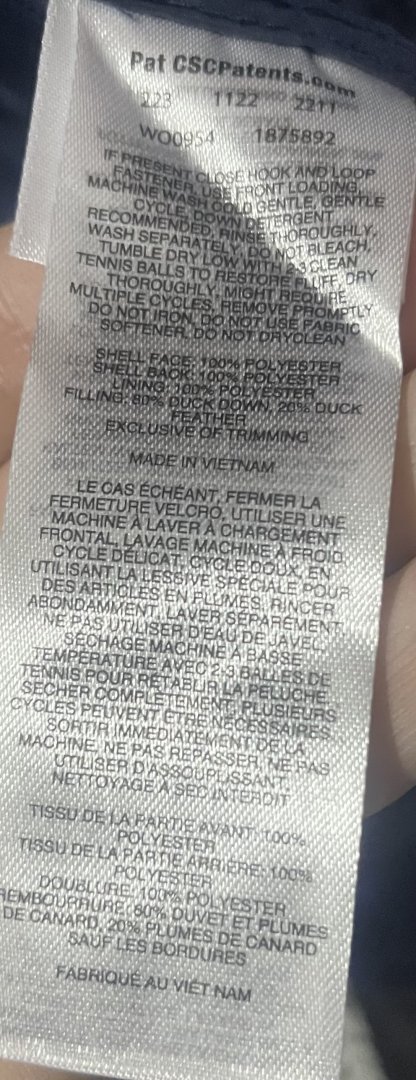 Pat CSCPatents.com
223 1122 2211
WO0954 1875892
IF PRESENT CLOSE HOOK AND LOOP
FASTENER, USE FRONT LOADING,
MACHINE WASH COLD GENTLE, GENTLE
CYCLE, DOWN DETERGENT
RECOMMENDED, RINSE THOROUGHLY,
WASH SEPARATELY, DO NOT BLEACH,
TUMBLE DRY LOW WITH 2-3 CLEAN
TENNIS BALLS TO RESTORE FLUFF, DRY
THOROUGHLY, MIGHT REQUIRE
MULTIPLE CYCLES, REMOVE PROMPTLY
DO NOT IRON, DO NOT USE FABRIC
SOFTENER, DO NOT DRYCLEAN
SHELL FACE: 100% POLYESTER
SHELL BACK: 100% POLYESTER
LINING: 100% POLYESTER
FILLING: 80% DUCK DOWN, 20% DUCK
FEATHER
EXCLUSIVE OF TRIMMING
MADE IN VIETNAM
LE CAS ÉCHÉANT, FERMER LA
FERMETURE VELCRO, UTILISER UNE
MACHINE À LAVER À CHARGEMENT
FRONTAL, LAVAGE MACHINE À FROID
CYCLE DÉLICAT, CYCLE DOUX, EN
UTILISANT LA LESSIVE SPÉCIALE POUR
DES ARTICLES EN PLUMES, RINCER
ABONDAMMENT, LAVER SÉPARÉMENT,
NE PAS UTILISER D'EAU DE JAVEL,
SÉCHAGE MACHINE À BASSE
TEMPÉRATURE AVEC 2-3 BALLES DE
TENNIS POUR RÉTABLIR LA PELUCHE,
SÉCHER COMPLÈTEMENT, PLUSIEURS
CYCLES PEUVENT ÊTRE NÉCESSAIRES,
SORTIR IMMÉDIATEMENT DE LA
MACHINE, NE PAS REPASSER, NE PAS
UTILISER D'ASSOUPLISSANT,
NETTOYAGE À SEC INTERDIT
TISSU DE LA PARTIE AVANT: 100%
POLYESTER
TISSU DE LA PARTIE ARRIÈRE: 100%
POLYESTER
DOUBLURE: 100% POLYESTER
REMBOURRURE: 80% DUVET ET PLUMES
DE CANARD, 20% PLUMES DE CANARD
SAUF LES BORDURES
FABRIQUÉ AU VIÊT NAM